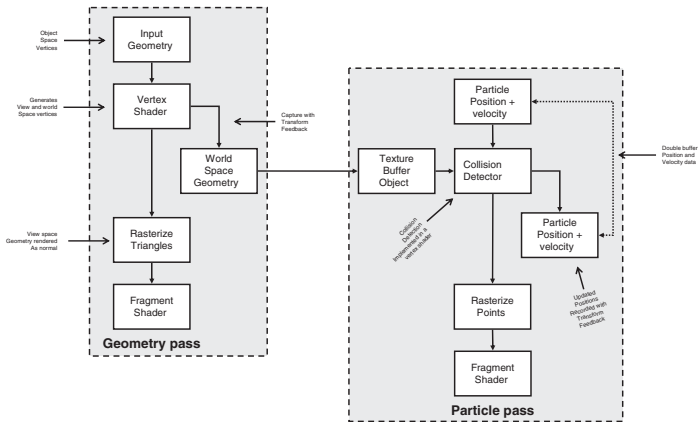 Object
Space
Vertices
Input
Geometry
Generates
View and world
Space vertices
Vertex
Shader
Capture with
Transform
Feedback
World
Space
Geometry
View space
Geometry rendered
As normal
Rasterize
Triangles
Fragment
Shader
Geometry pass
Particle
Position +
velocity
Double buffer
Position and
Velocity data
Texture
Buffer
Object
Collision
Detector
Collision
Detection
Implemented in a
vertex shader
Particle
Position +
velocity
Updated
Positions
Recorded with
Transform
Feedback
Rasterize
Points
Fragment
Shader
Particle pass